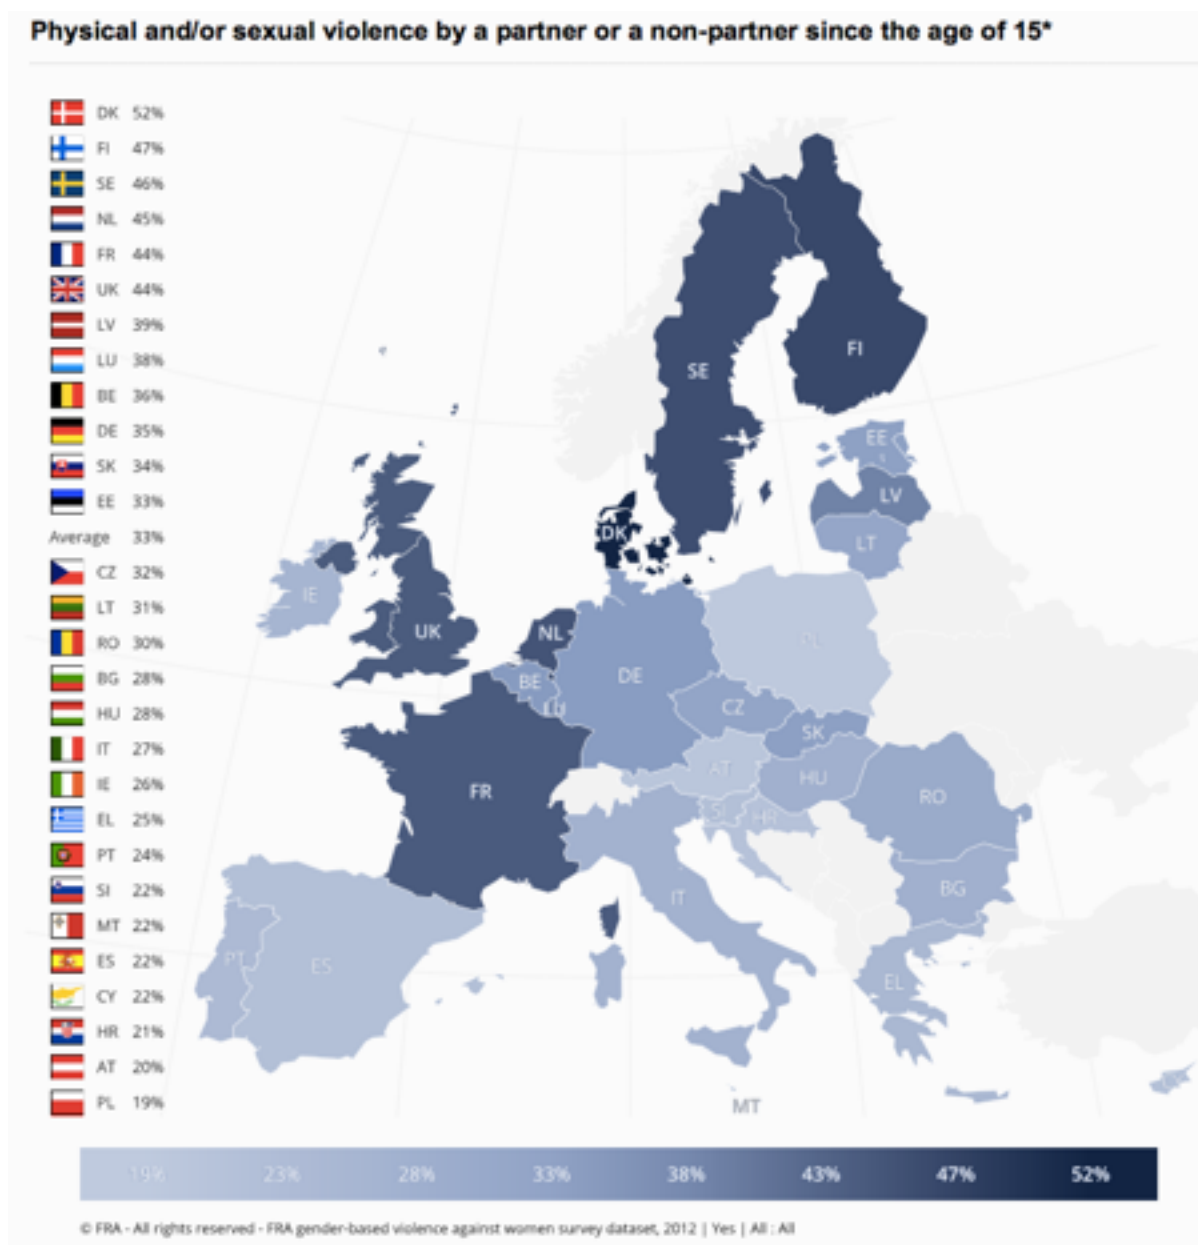 Physical and/or sexual violence by a partner or a non-partner since the age of 15*
DK 52%
FI 47%
SE 46%
NL 45%
FR 44%
UK 44%
LV 39%
LU 38%
BE 36%
DE 35%
SK 34%
EE 33%
Average 33%
CZ 32%
LT 31%
RO 30%
BG 28%
HU 28%
IT 27%
IE 26%
EL 25%
PT 24%
SI 22%
MT 22%
ES 22%
CY 22%
HR 21%
AT 20%
PL 19%
FI
SE
EE
LV
DK
LT
IE
UK
NL
PL
DE
BE
LU
CZ
SK
AT
HU
FR
RO
SI
HR
BG
IT
PT
ES
EL
MT
19% 23% 28% 33% 38% 43% 47% 52%
© FRA - All rights reserved - FRA gender-based violence against women survey dataset, 2012 | Yes | All : All